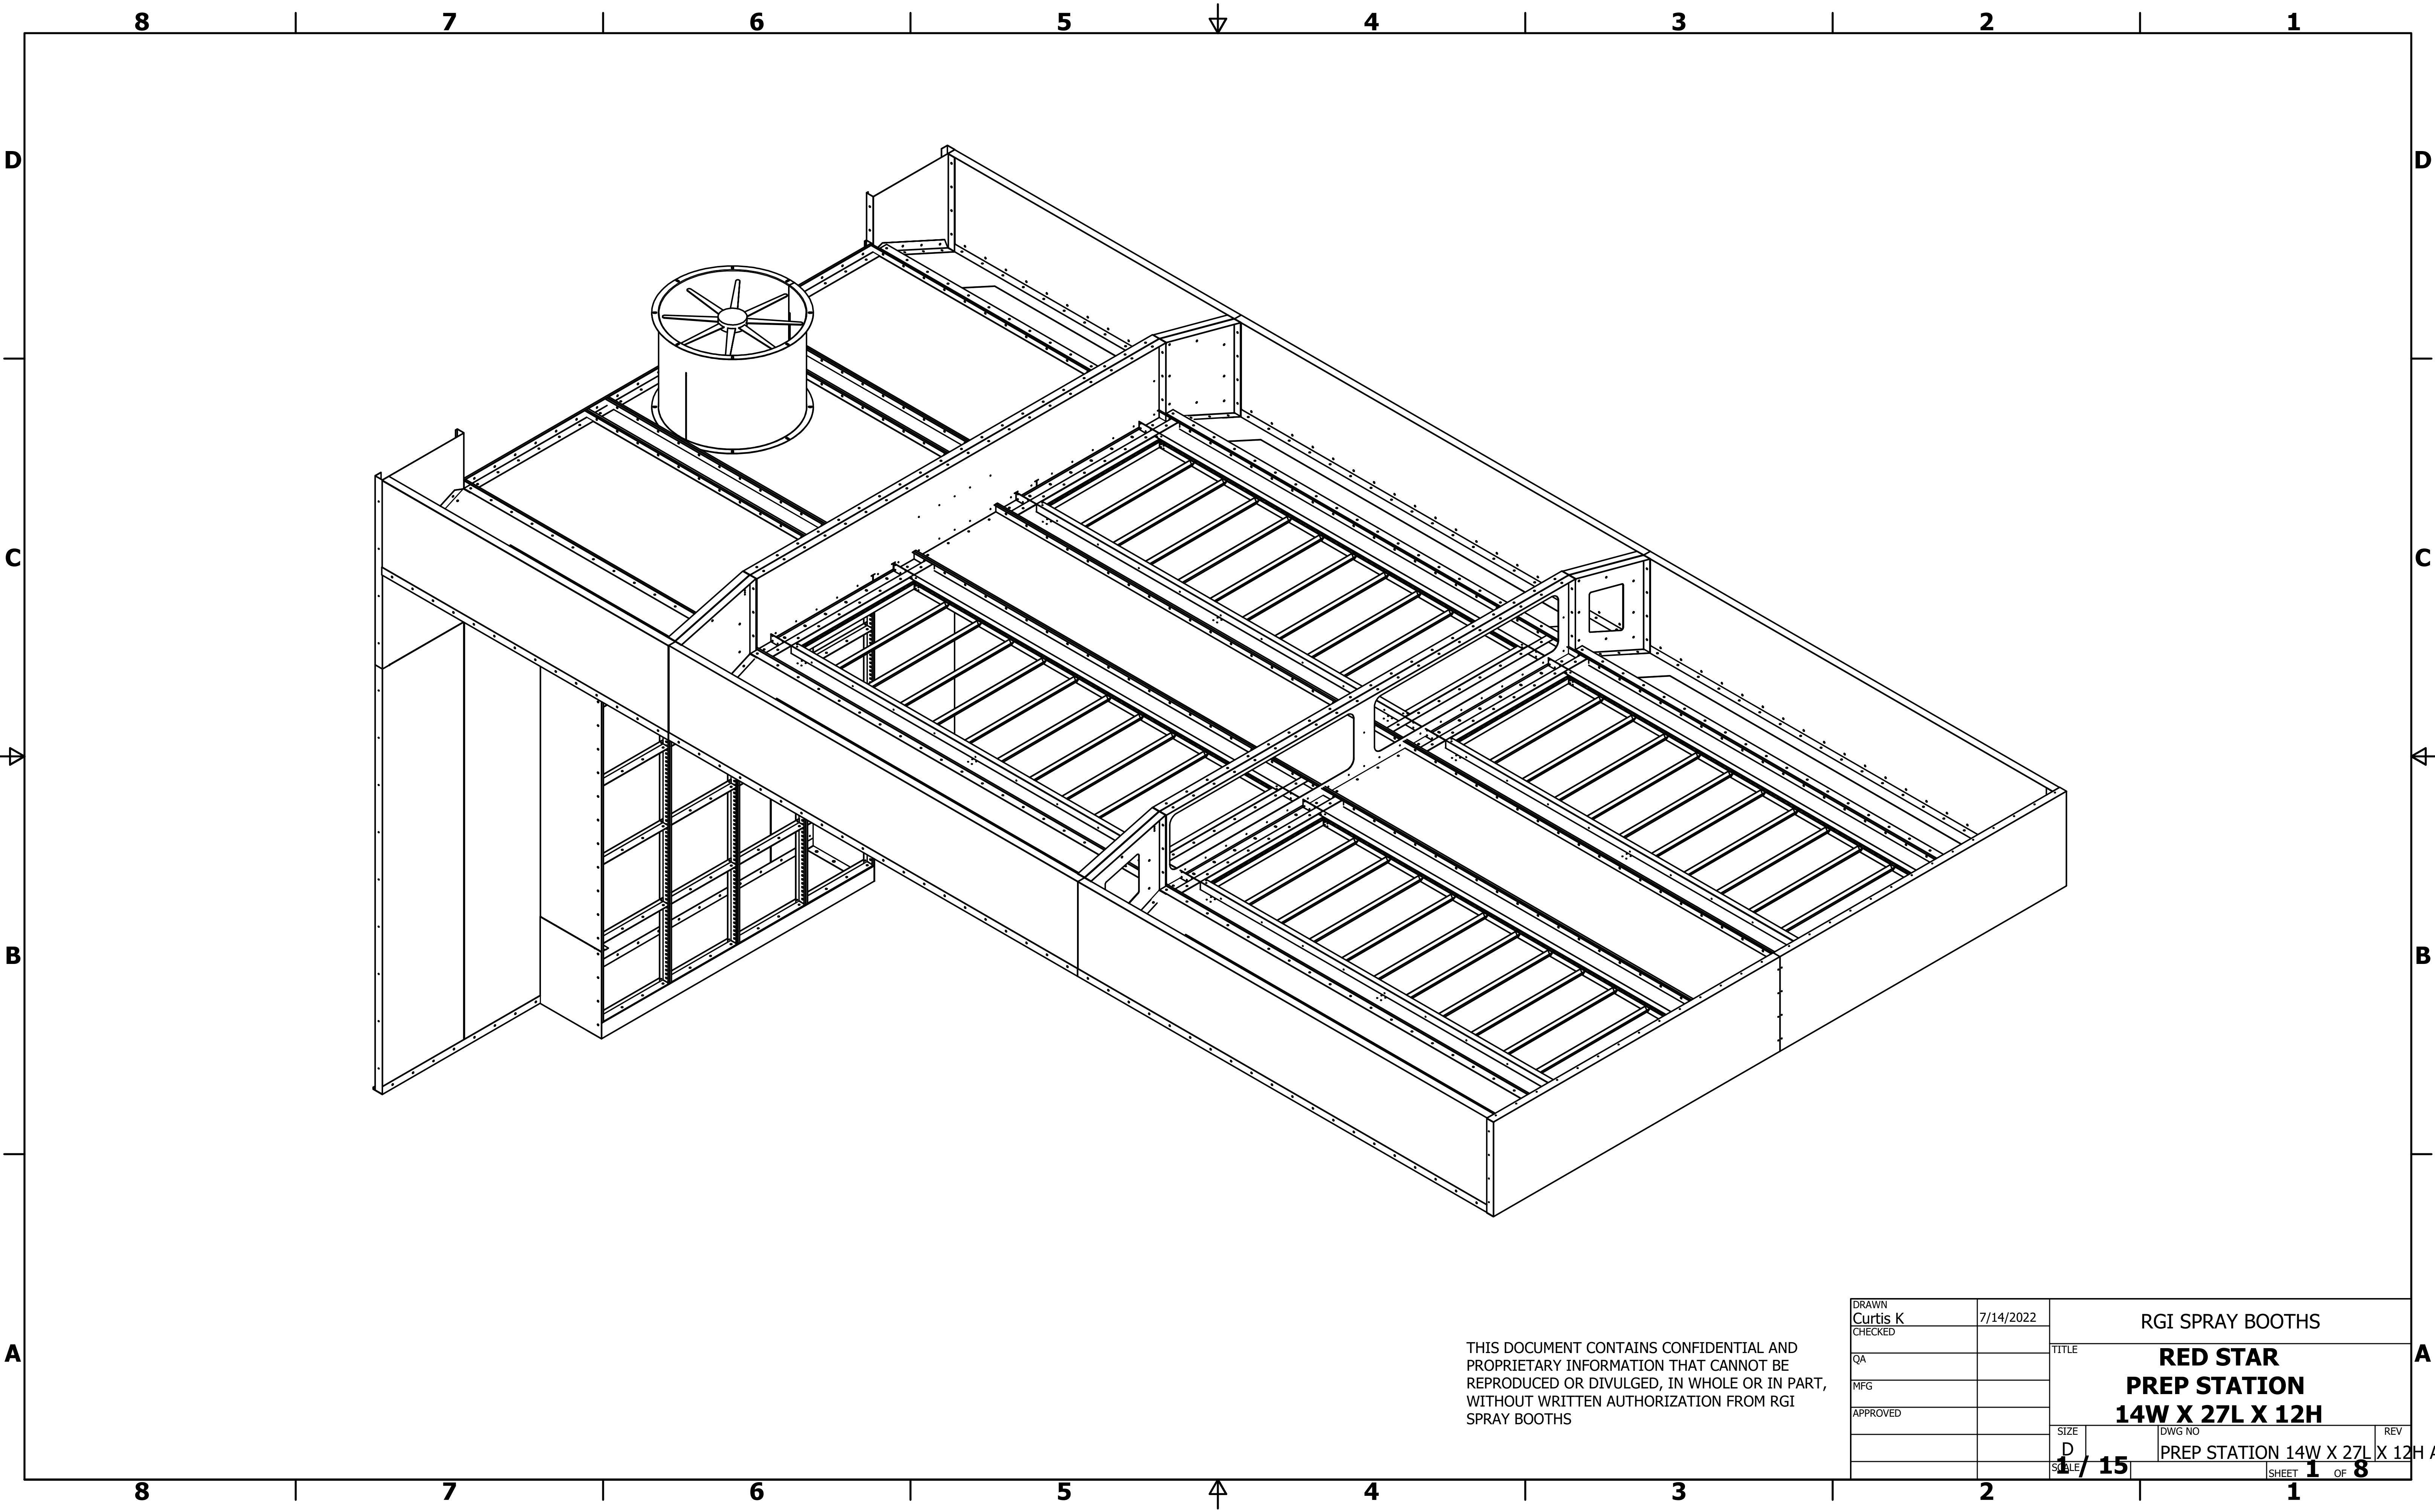 8 7 6 5 4 3 2 1
D D
C C
B B
A A
THIS DOCUMENT CONTAINS CONFIDENTIAL AND
PROPRIETARY INFORMATION THAT CANNOT BE
REPRODUCED OR DIVULGED, IN WHOLE OR IN PART,
WITHOUT WRITTEN AUTHORIZATION FROM RGI
SPRAY BOOTHS
DRAWN
Curtis K 7/14/2022
CHECKED
QA
MFG
APPROVED
RGI SPRAY BOOTHS
TITLE
RED STAR
PREP STATION
14W X 27L X 12H
SIZE
D
DWG NO
PREP STATION 14W X 27L X 12H A
REV
SCALE
1 / 15
SHEET 1 OF 8
8 7 6 5 4 3 2 1